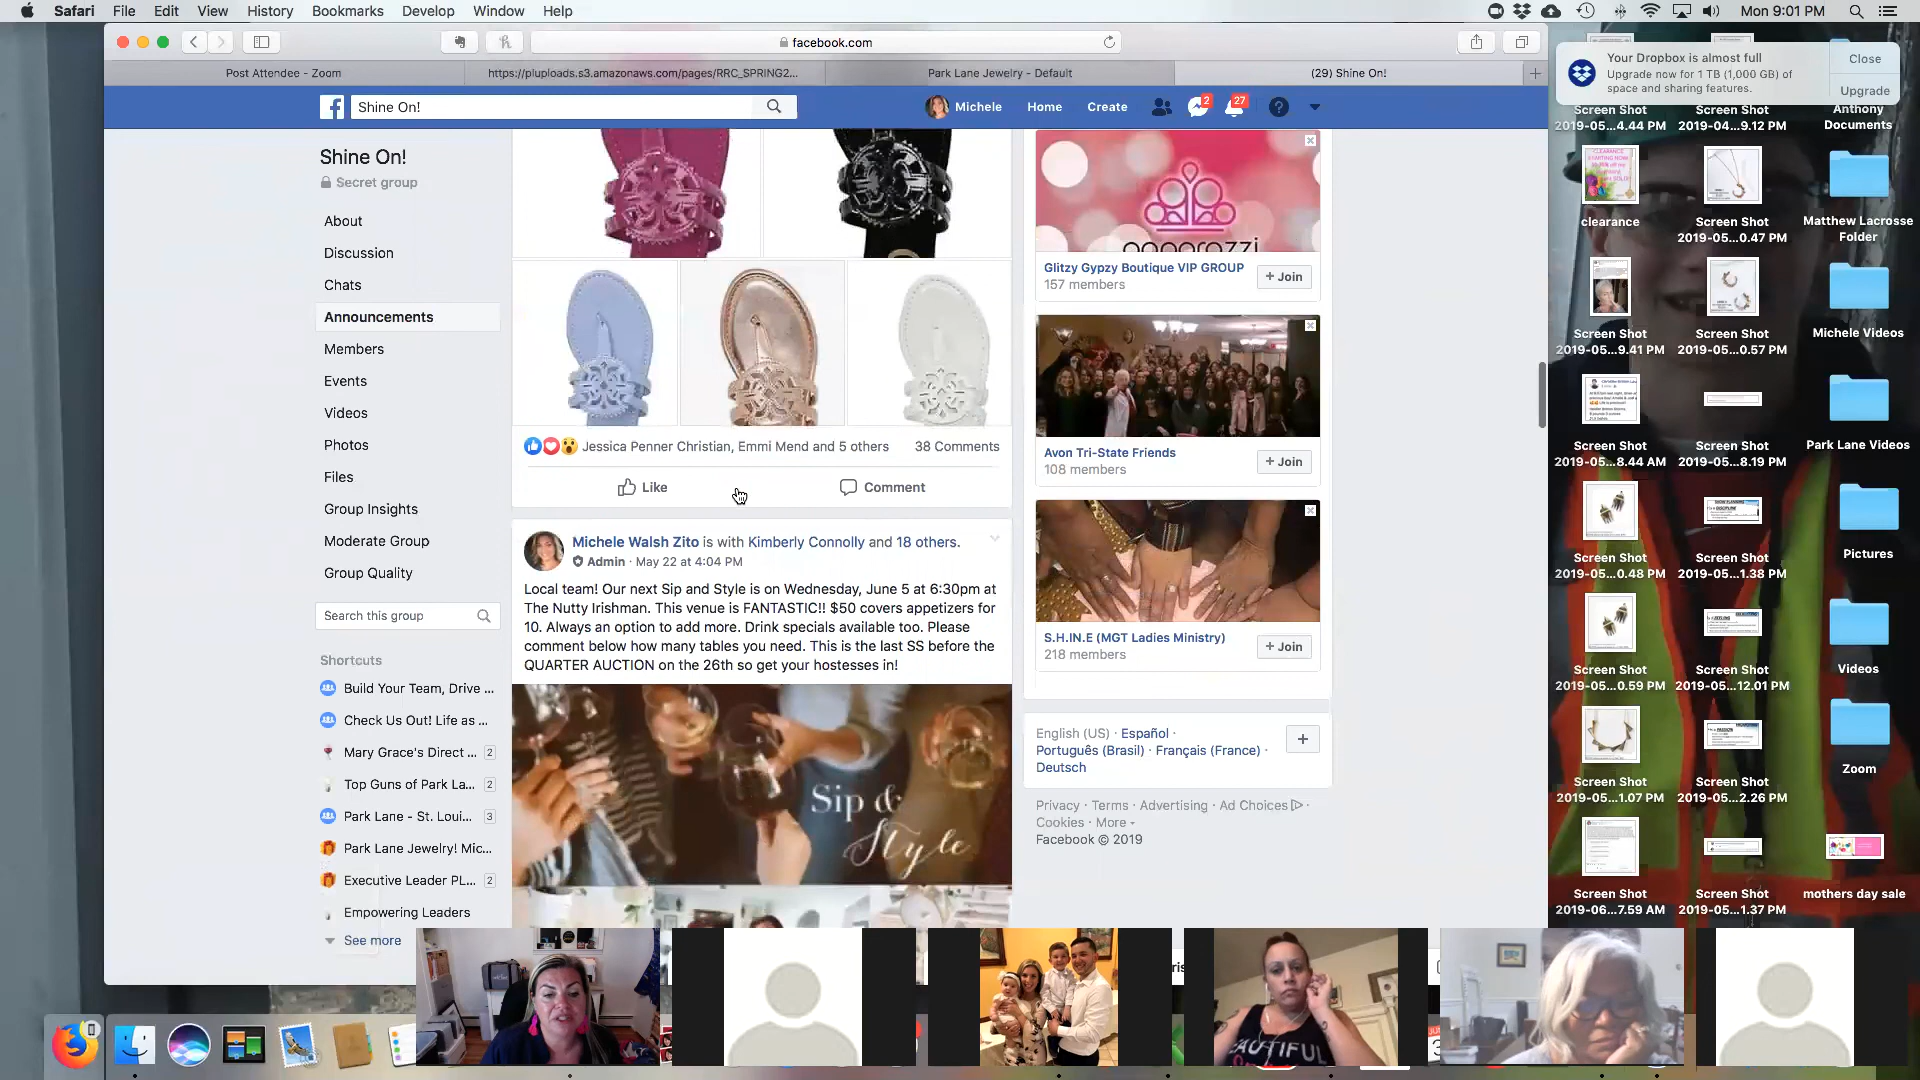 Safari File Edit View History Bookmarks Develop Window Help Mon 9:01 PM
facebook.com
Post Attendee - Zoom https://pluploads.s3.amazonaws.com/pages/RRC_SPRING2... Park Lane Jewelry - Default (29) Shine On!
Shine On! Michele Home Create 2 27
Shine On!
Secret group
About
Discussion
Chats
Announcements
Members
Events
Videos
Photos
Files
Group Insights
Moderate Group
Group Quality
Search this group
Shortcuts
Build Your Team, Drive ...
Check Us Out! Life as ...
Mary Grace's Direct ... 2
Top Guns of Park La... 2
Park Lane - St. Loui... 3
Park Lane Jewelry! Mic...
Executive Leader PL... 2
Empowering Leaders
See more
Jessica Penner Christian, Emmi Mend and 5 others 38 Comments
Like Comment
Michele Walsh Zito is with Kimberly Connolly and 18 others.
Admin · May 22 at 4:04 PM
Local team! Our next Sip and Style is on Wednesday, June 5 at 6:30pm at
The Nutty Irishman. This venue is FANTASTIC!! $50 covers appetizers for
10. Always an option to add more. Drink specials available too. Please
comment below how many tables you need. This is the last SS before the
QUARTER AUCTION on the 26th so get your hostesses in!
Sip &
Style
paparazzi
Glitzy Gypzy Boutique VIP GROUP
157 members
+ Join
Avon Tri-State Friends
108 members
+ Join
S.H.IN.E (MGT Ladies Ministry)
218 members
+ Join
English (US) · Español ·
Português (Brasil) · Français (France) ·
Deutsch
Privacy · Terms · Advertising · Ad Choices ·
Cookies · More
Facebook © 2019
Your Dropbox is almost full
Upgrade now for 1 TB (1,000 GB) of
space and sharing features.
Close
Upgrade
Screen Shot
2019-05...4.44 PM
Screen Shot
2019-04...9.12 PM
Anthony
Documents
clearance
Screen Shot
2019-05...0.47 PM
Matthew Lacrosse
Folder
Screen Shot
2019-05...9.41 PM
Screen Shot
2019-05...0.57 PM
Michele Videos
Screen Shot
2019-05...8.44 AM
Screen Shot
2019-05...8.19 PM
Park Lane Videos
Screen Shot
2019-05...0.48 PM
Screen Shot
2019-05...1.38 PM
Pictures
Screen Shot
2019-05...0.59 PM
Screen Shot
2019-05...12.01 PM
Videos
Screen Shot
2019-05...1.07 PM
Screen Shot
2019-05...2.26 PM
Zoom
Screen Shot
2019-06...7.59 AM
Screen Shot
2019-05...1.37 PM
mothers day sale
BEAUTIFUL